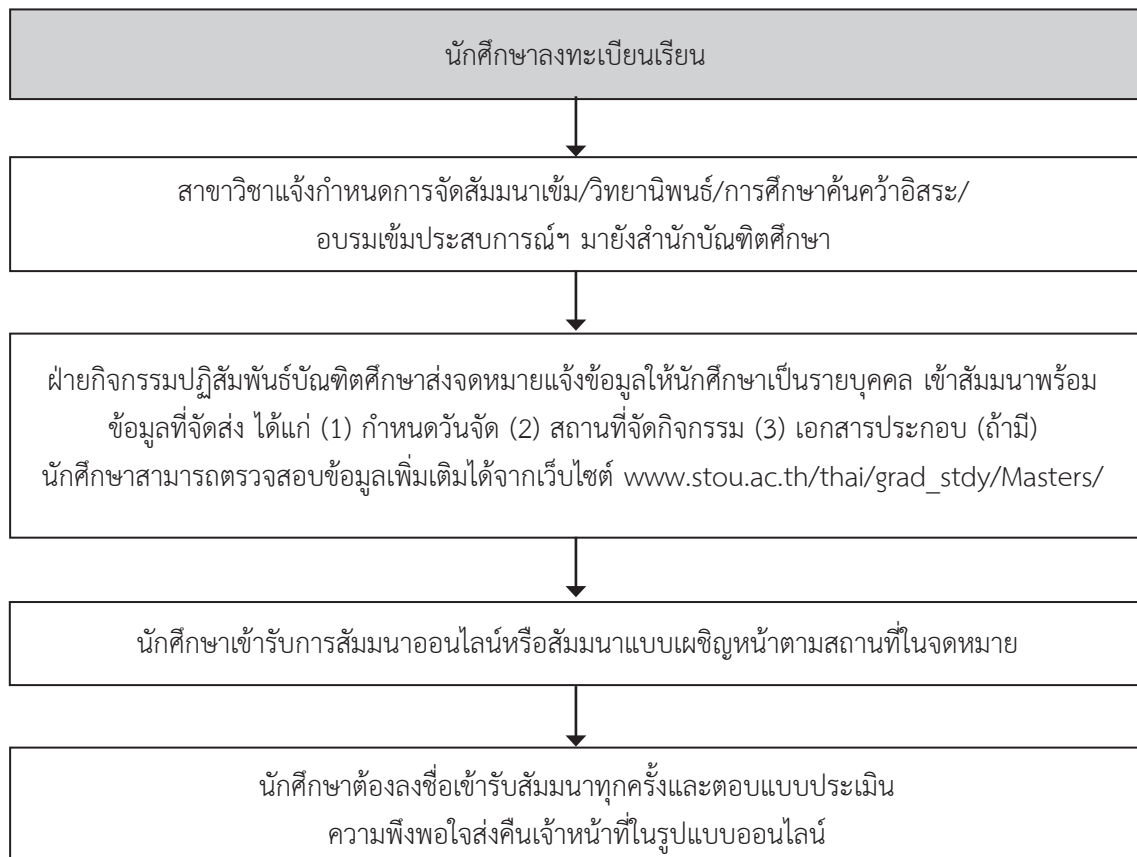 นักศึกษาลงทะเบียนเรียน
สาขาวิชาแจ้งกำหนดการจัดสัมมนาเข้ม/วิทยานิพนธ์/การศึกษาค้นคว้าอิสระ/
อบรมเข้มประสบการณ์ฯ มายังสำนักบัณฑิตศึกษา
ฝ่ายกิจกรรมปฏิสัมพันธ์บัณฑิตศึกษาส่งจดหมายแจ้งข้อมูลให้นักศึกษาเป็นรายบุคคล เข้าสัมมนาพร้อม
ข้อมูลที่จัดส่ง ได้แก่ (1) กำหนดวันจัด (2) สถานที่จัดกิจกรรม (3) เอกสารประกอบ (ถ้ามี)
นักศึกษาสามารถตรวจสอบข้อมูลเพิ่มเติมได้จากเว็บไซต์ www.stou.ac.th/thai/grad_stdy/Masters/
นักศึกษาเข้ารับการสัมมนาออนไลน์หรือสัมมนาแบบเผชิญหน้าตามสถานที่ในจดหมาย
นักศึกษาต้องลงชื่อเข้ารับสัมมนาทุกครั้งและตอบแบบประเมิน
ความพึงพอใจส่งคืนเจ้าหน้าที่ในรูปแบบออนไลน์